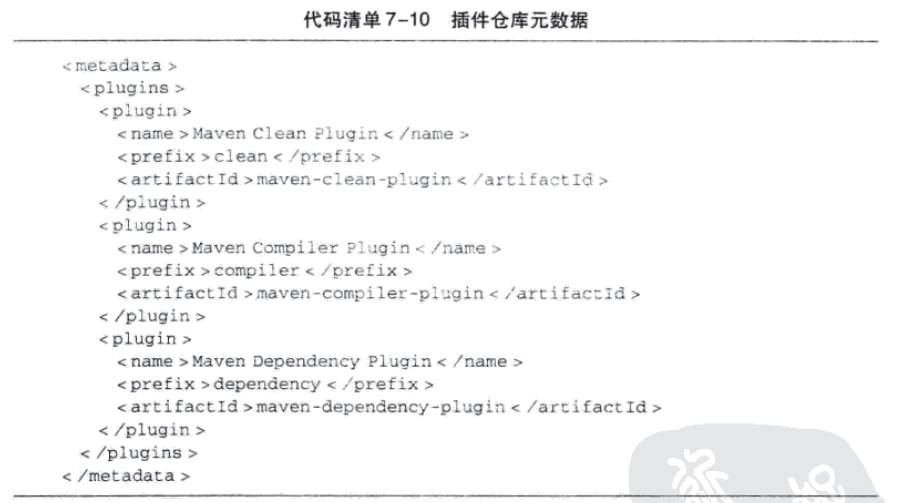 代码清单7-10 插件仓库元数据
<metadata>
<plugins>
<plugin>
<name>Maven Clean Plugin</name>
<prefix>clean</prefix>
<artifactId>maven-clean-plugin</artifactId>
</plugin>
<plugin>
<name>Maven Compiler Plugin</name>
<prefix>compiler</prefix>
<artifactId>maven-compiler-plugin</artifactId>
</plugin>
<plugin>
<name>Maven Dependency Plugin</name>
<prefix>dependency</prefix>
<artifactId>maven-dependency-plugin</artifactId>
</plugin>
</plugins>
</metadata>